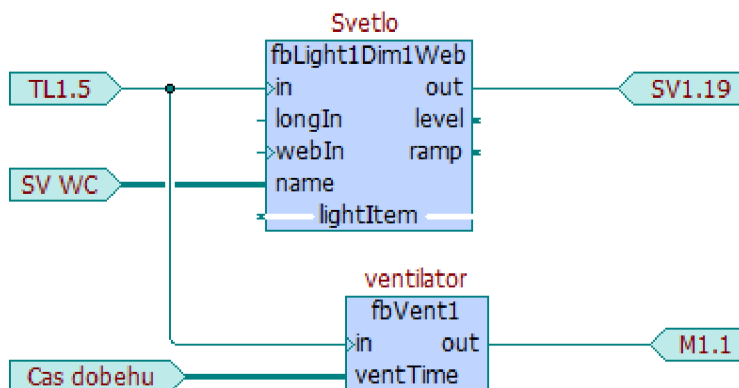 Svetlo
fbLight1Dim1Web
TL1.5
in
out
SV1.19
longIn
level
webIn
ramp
SV WC
name
lightItem
ventilator
fbVent1
in
out
M1.1
Cas dobehu
ventTime